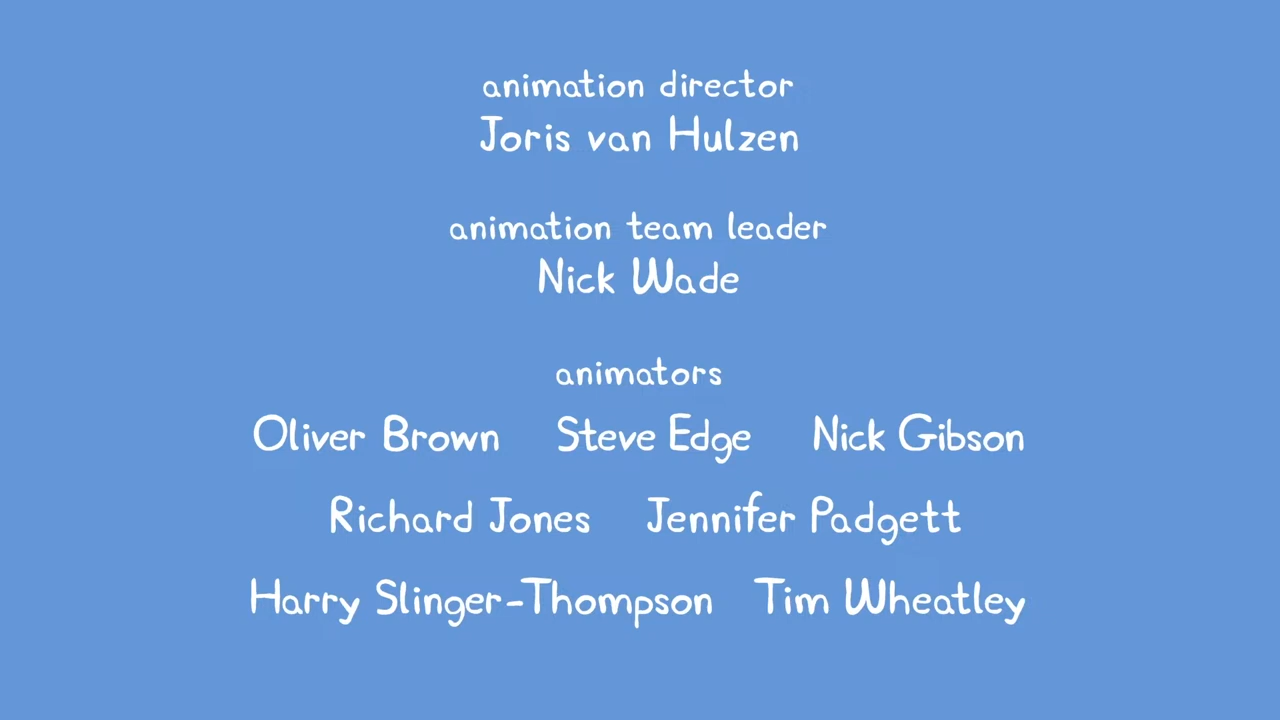 animation director
Joris van Hulzen
animation team leader
Nick Wade
animators
Oliver Brown Steve Edge Nick Gibson
Richard Jones Jennifer Padgett
Harry Slinger-Thompson Tim Wheatley